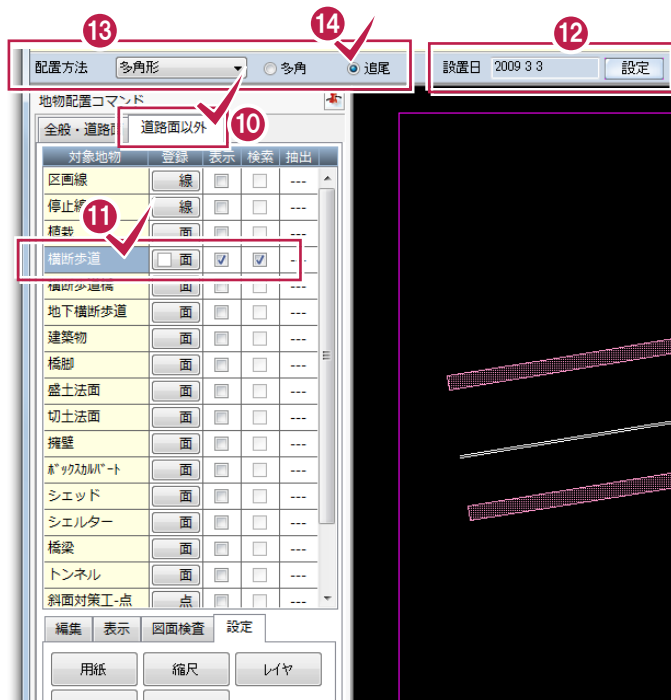 13 14 12
配置方法 多角形 多角 追尾 設置日 2009 3 3 設定
地物配置コマンド
全般・道路 道路面以外 10
対象地物 登録 表示 検索 抽出
区画線 線 ---
停止線 線 ---
11
植栽 面 ---
横断歩道 面 ---
横断歩道橋 面 ---
地下横断歩道 面 ---
建築物 面 ---
橋脚 面 ---
盛土法面 面 ---
切土法面 面 ---
擁壁 面 ---
ﾎﾞｯｸｽｶﾙﾊﾞｰﾄ 面 ---
シェッド 面 ---
シェルター 面 ---
橋梁 面 ---
トンネル 面 ---
斜面対策工-点 点 ---
編集 表示 図面検査 設定
用紙 縮尺 レイヤ